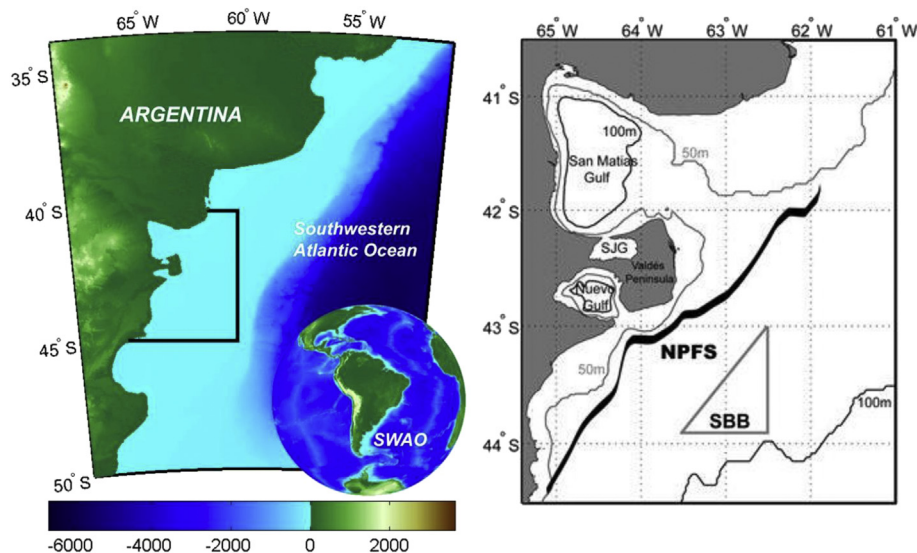 65° W
60° W
55° W
35° S
40° S
45° S
50° S
ARGENTINA
Southwestern
Atlantic Ocean
SWAO
-6000
-4000
-2000
0
2000
65° W
64° W
63° W
62° W
61° W
41° S
42° S
43° S
44° S
100m
San Matias
Gulf
50m
SJG
Valdés
Peninsula
Nuevo
Gulf
NPFS
50m
SBB
100m